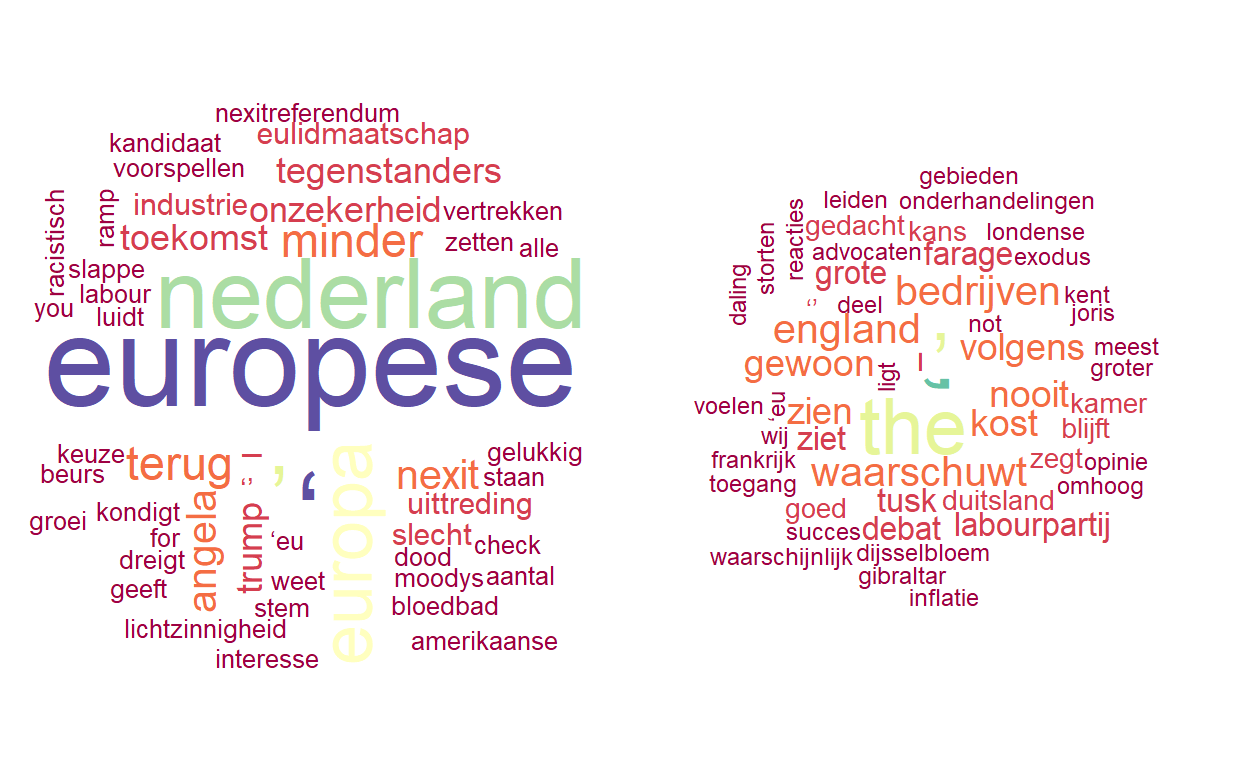 nexitreferendum
kandidaat
eulidmaatschap
voorspellen
tegenstanders
racistisch
ramp
industrie
onzekerheid
vertrekken
toekomst
minder
zetten
alle
slappe
labour
you
luidt
nederland
europese
keuze
terug
–
’
‘
europa
nexit
gelukkig
beurs
staan
‘’
uittreding
groei
kondigt
angela
trump
for
‘eu
slecht
check
dreigt
dood
geeft
weet
moodys
aantal
stem
bloedbad
lichtzinnigheid
amerikaanse
interesse
gebieden
leiden
onderhandelingen
reacties
gedacht
kans
londense
storten
advocaten
farage
exodus
daling
grote
‘’
deel
bedrijven
kent
joris
england
’
not
volgens
meest
gewoon
–
groter
ligt
’
voelen
‘eu
zien
the
nooit
kamer
kost
blijft
wij
ziet
frankrijk
waarschuwt
zegt
opinie
toegang
omhoog
goed
tusk
duitsland
succes
debat
labourpartij
waarschijnlijk
dijsselbloem
gibraltar
inflatie